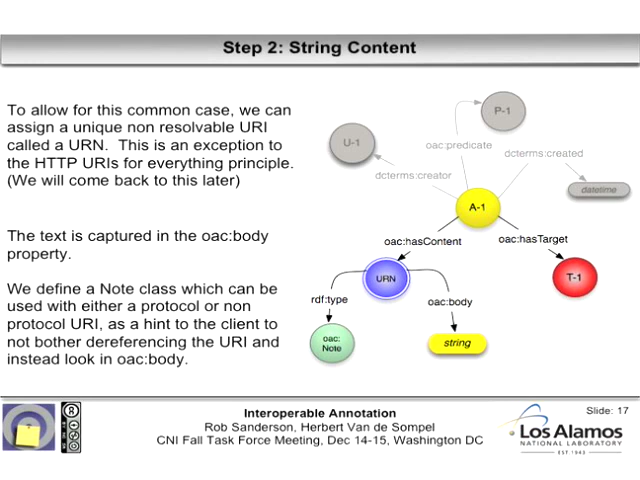 Step 2: String Content
To allow for this common case, we can
assign a unique non resolvable URI
called a URN. This is an exception to
the HTTP URIs for everything principle.
(We will come back to this later)
The text is captured in the oac:body
property.
We define a Note class which can be
used with either a protocol or non
protocol URI, as a hint to the client to
not bother dereferencing the URI and
instead look in oac:body.
P-1
U-1
oac:predicate
dcterms:created
dcterms:creator
datetime
A-1
oac:hasContent
oac:hasTarget
URN
T-1
rdf:type
oac:body
oac:
Note
string
Interoperable Annotation
Rob Sanderson, Herbert Van de Sompel
CNI Fall Task Force Meeting, Dec 14-15, Washington DC
Slide: 17
Los Alamos
NATIONAL LABORATORY
EST.1943